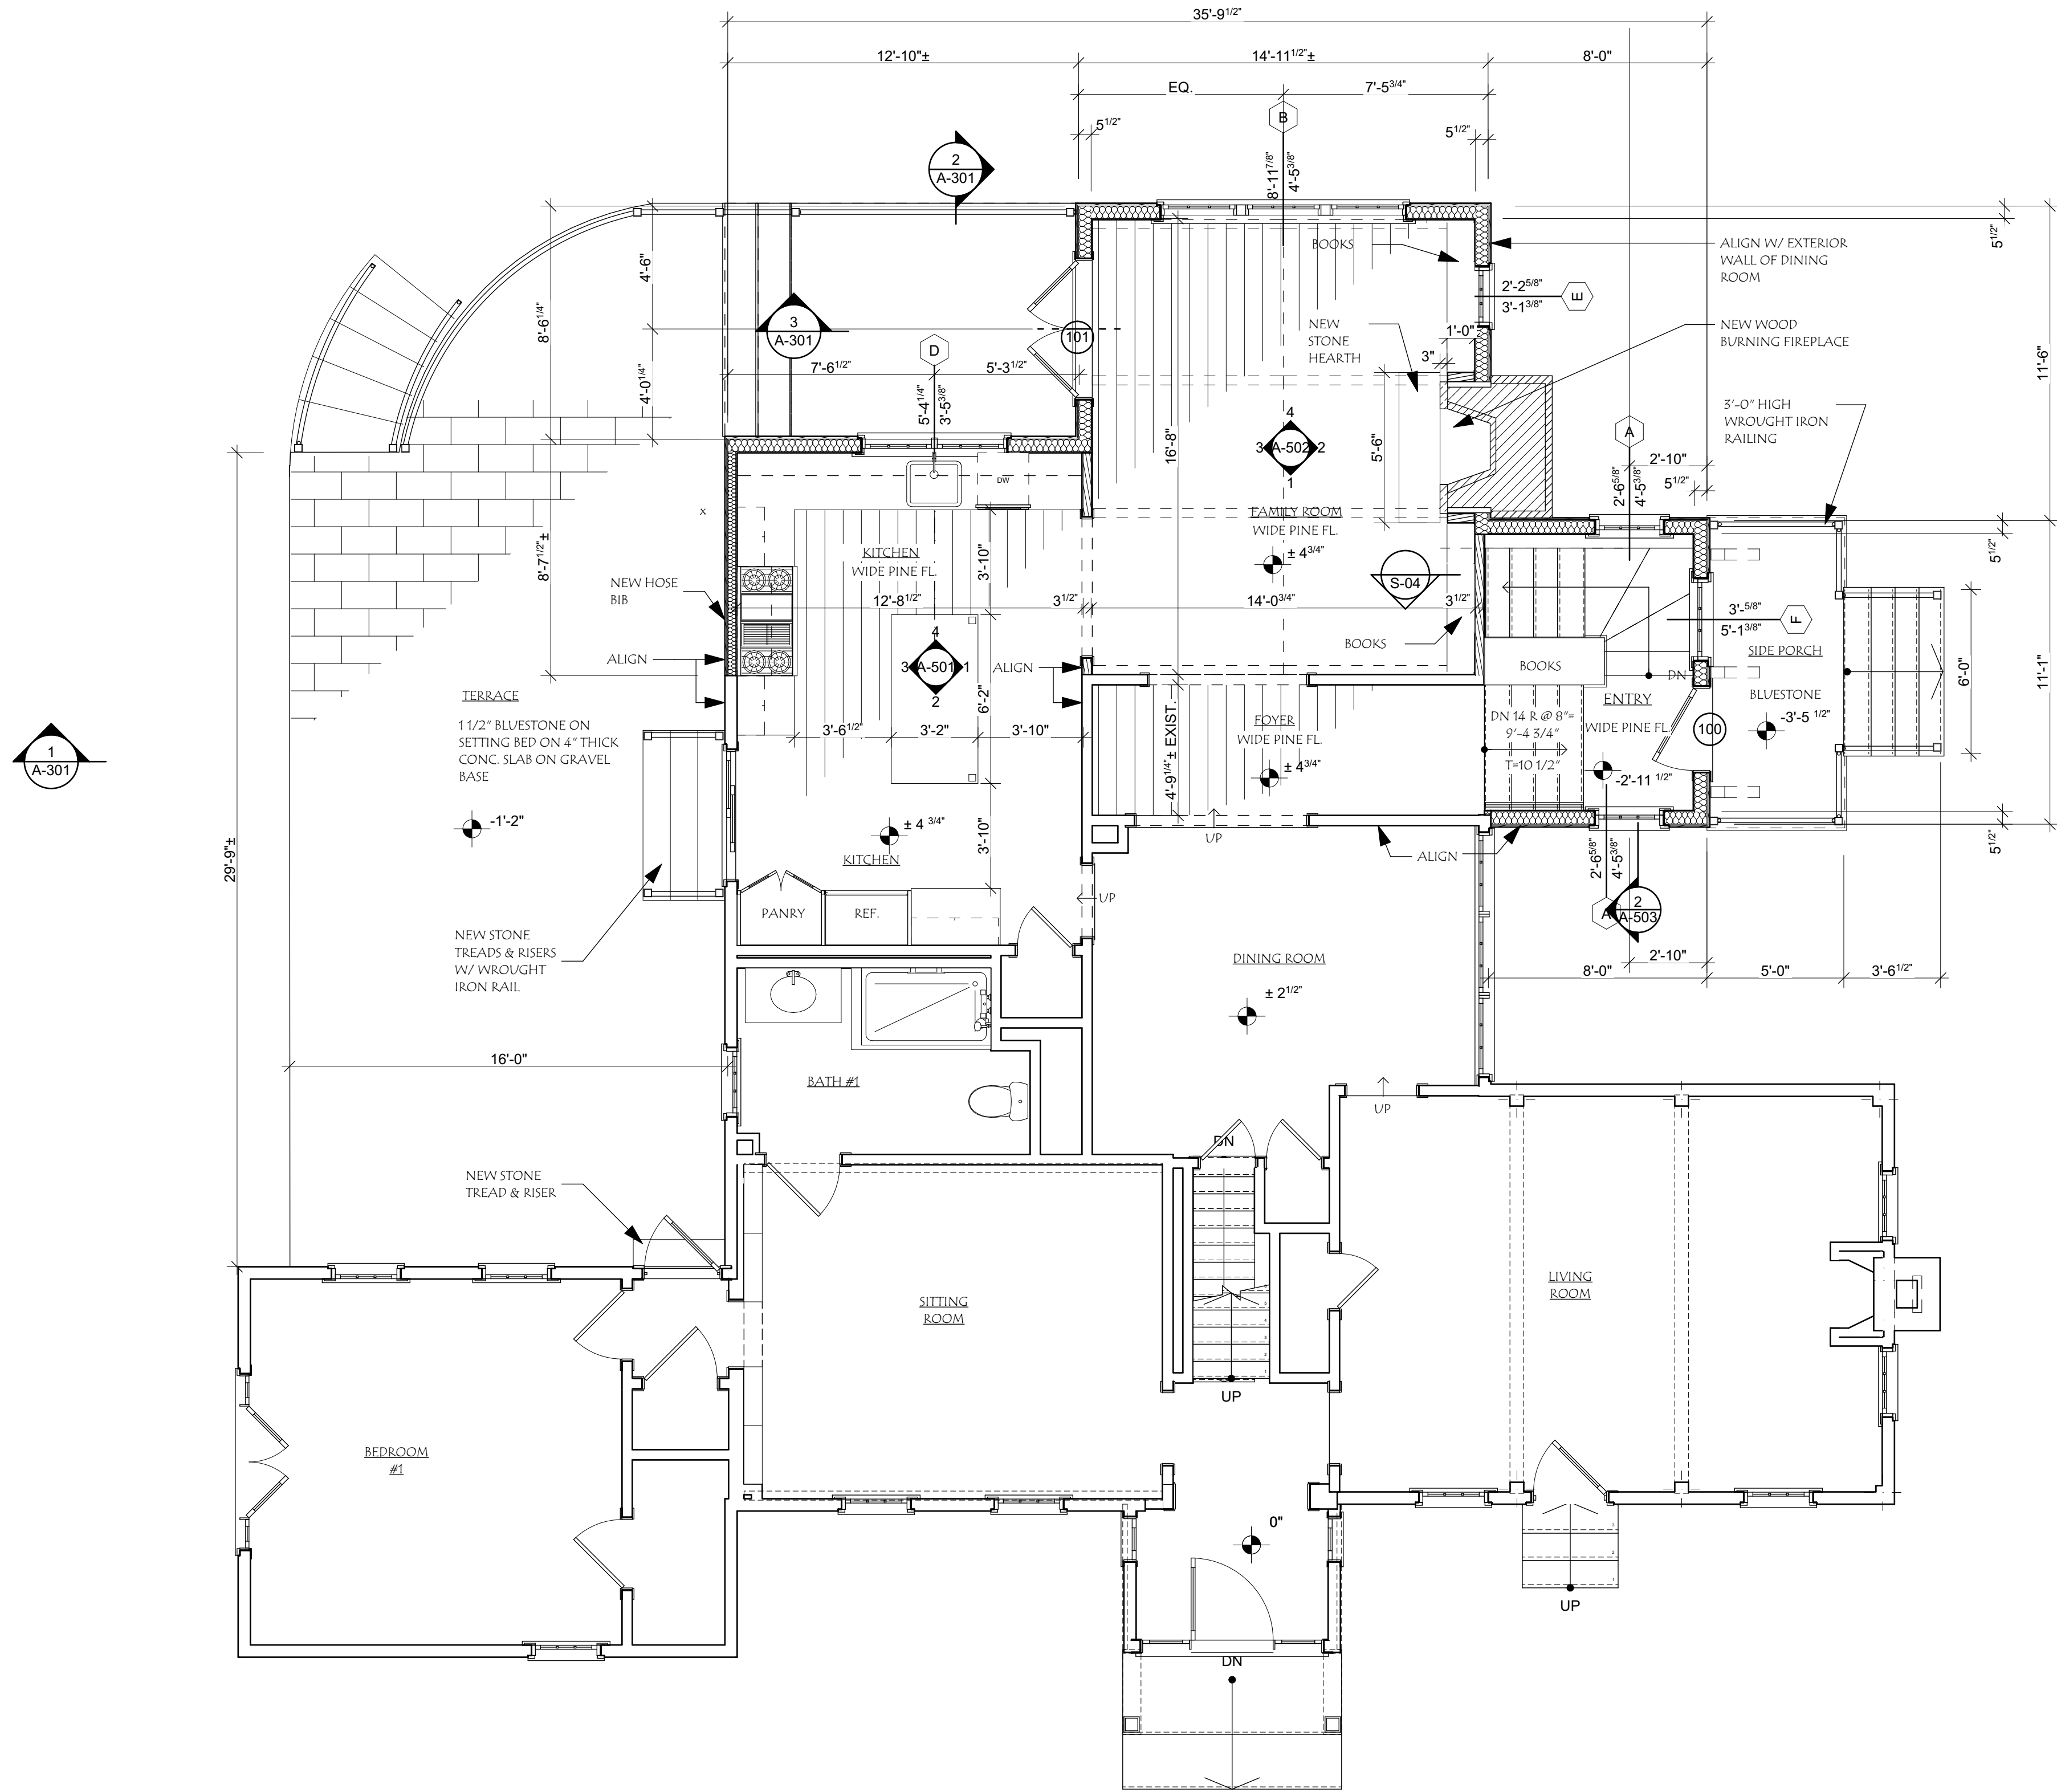 35'-9 1/2"
12'-10"±
14'-11 1/2"±
8'-0"
EQ.
7'-5 3/4"
5 1/2"
B
5 1/2"
2
A-301
8'-11 7/8"
4'-5 3/8"
4'-6"
8'-6 1/4"
4'-0 1/4"
3
A-301
7'-6 1/2"
D
5'-3 1/2"
5'-4 1/4"
3'-5 3/8"
101
BOOKS
2'-2 5/8"
3'-1 3/8"
E
ALIGN W/ EXTERIOR
WALL OF DINING
ROOM
5 1/2"
NEW
STONE
HEARTH
1'-0"
3"
NEW WOOD
BURNING FIREPLACE
11'-6"
3'-0" HIGH
WROUGHT IRON
RAILING
16'-8"
5'-6"
4
3 A-502 2
1
A
2'-10"
5 1/2"
2'-6 5/8"
4'-5 3/8"
DW
x
FAMILY ROOM
WIDE PINE FL.
± 4 3/4"
KITCHEN
WIDE PINE FL.
3'-10"
8'-7 1/2"±
NEW HOSE
BIB
12'-8 1/2"
3 1/2"
14'-0 3/4"
3 1/2"
S-04
5 1/2"
3'- 5/8"
5'-1 3/8"
F
ALIGN
4
3 A-501 1
2
ALIGN
BOOKS
BOOKS
SIDE PORCH
DN
6'-0"
11'-1"
TERRACE
1 1/2" BLUESTONE ON
SETTING BED ON 4" THICK
CONC. SLAB ON GRAVEL
BASE
-1'-2"
1
A-301
6'-2"
3'-6 1/2"
3'-2"
3'-10"
4'-9 1/4"± EXIST.
FOYER
WIDE PINE FL.
± 4 3/4"
DN 14 R @ 8"=
9'-4 3/4"
T=10 1/2"
ENTRY
WIDE PINE FL.
-2'-11 1/2"
100
BLUESTONE
-3'-5 1/2"
± 4 3/4"
KITCHEN
3'-10"
UP
ALIGN
5 1/2"
2'-6 5/8"
4'-5 3/8"
29'-9"±
PANRY
REF.
UP
A
2
A-503
NEW STONE
TREADS & RISERS
W/ WROUGHT
IRON RAIL
DINING ROOM
± 2 1/2"
2'-10"
8'-0"
5'-0"
3'-6 1/2"
16'-0"
BATH #1
UP
DN
NEW STONE
TREAD & RISER
SITTING
ROOM
LIVING
ROOM
5
4
3
2
1
UP
BEDROOM
#1
0"
3
2
1
UP
DN